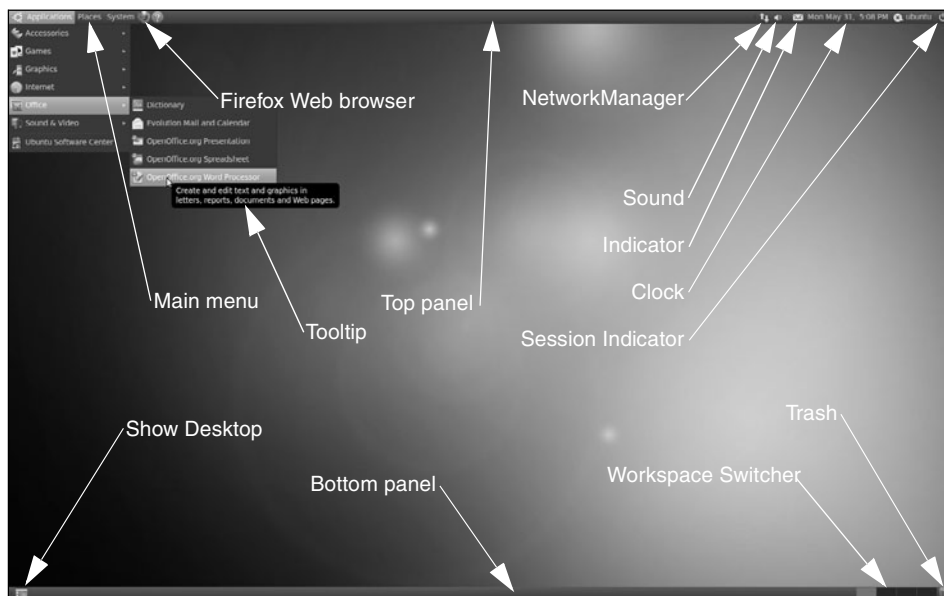 Applications Places System
Mon May 31, 5:08 PM ubuntu
Accessories
Games
Graphics
Internet
Office
Sound & Video
Ubuntu Software Center
Dictionary
Evolution Mail and Calendar
OpenOffice.org Presentation
OpenOffice.org Spreadsheet
OpenOffice.org Word Processor
Create and edit text and graphics in
letters, reports, documents and Web pages.
Firefox Web browser
NetworkManager
Sound
Indicator
Clock
Session Indicator
Main menu
Tooltip
Top panel
Show Desktop
Bottom panel
Workspace Switcher
Trash